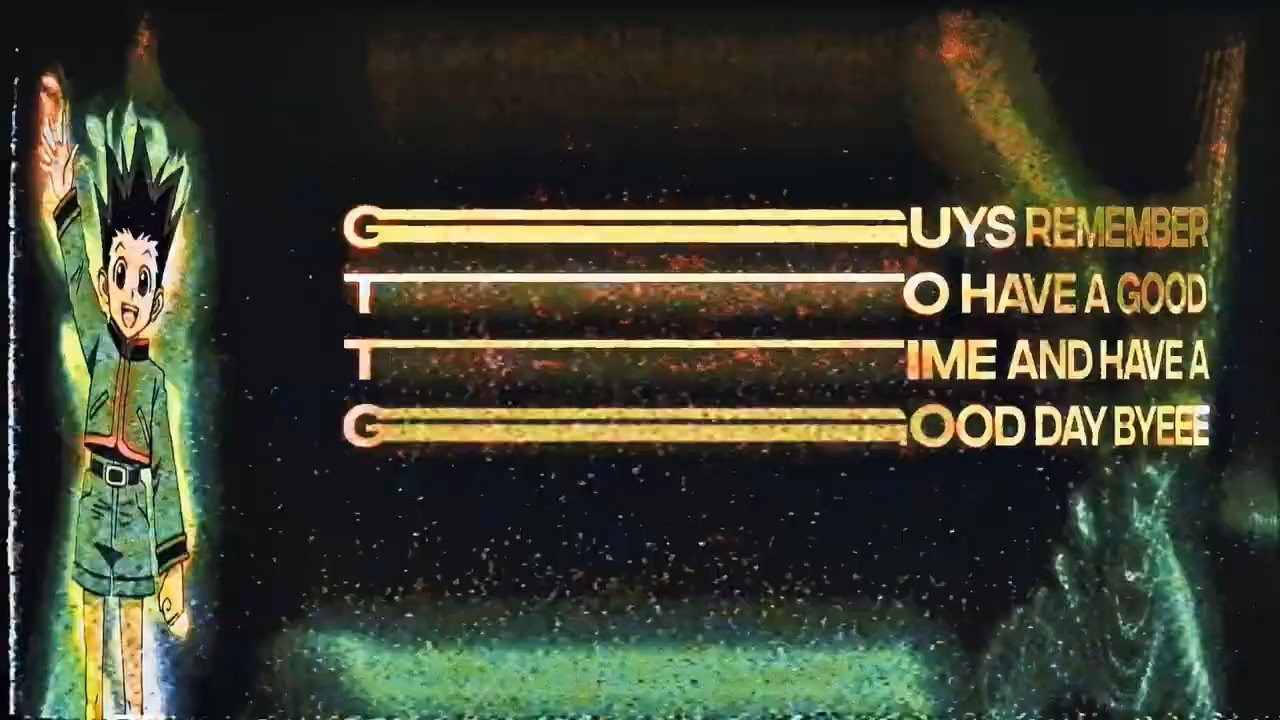 GUYS REMEMBER
TO HAVE A GOOD
TIME AND HAVE A
GOOD DAY BYEEE